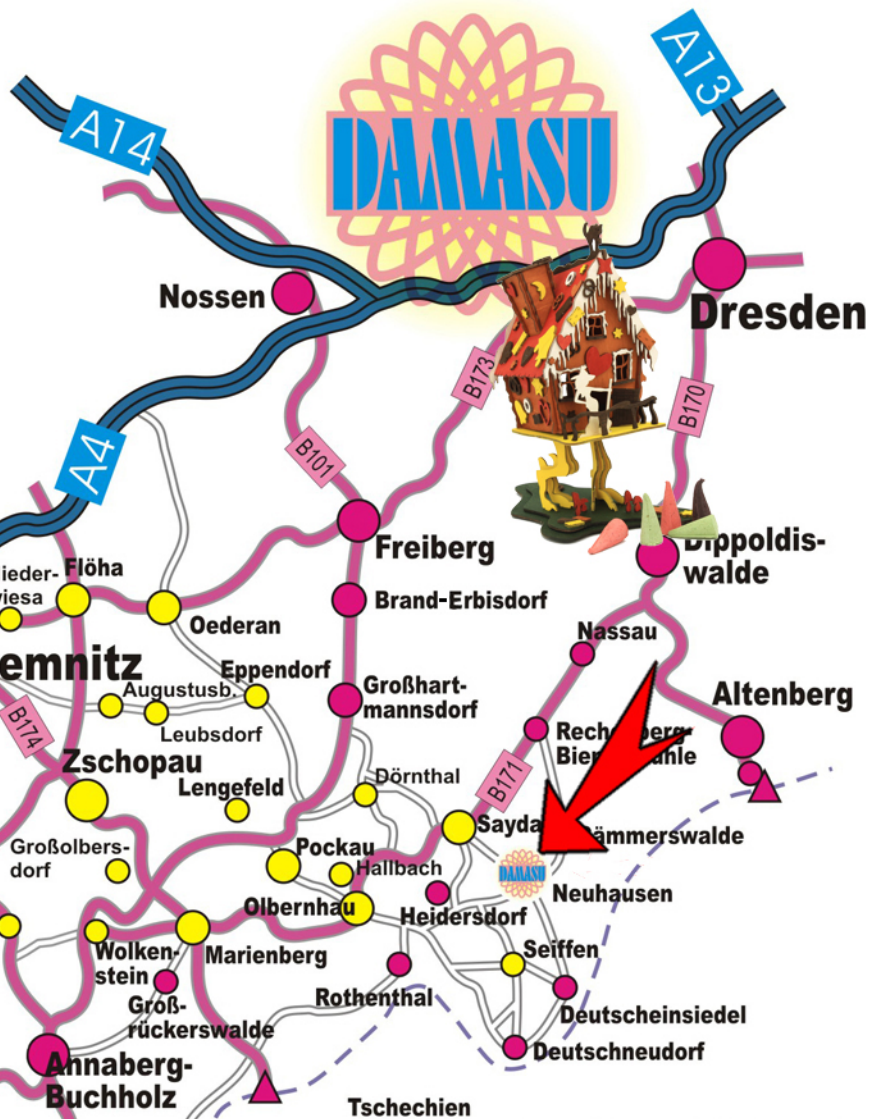 A13
A14
DAMASU
Nossen
Dresden
B173
B170
A4
B101
Freiberg
Dippoldis-
walde
ieder-
iesa
Flöha
Brand-Erbisdorf
Oederan
Nassau
emnitz
Eppendorf
Augustusb.
Großhart-
mannsdorf
Altenberg
B174
Leubsdorf
Zschopau
Lengefeld
Dörnthal
B171
Sayda
Großolbers-
dorf
Pockau
Hallbach
DAMASU
Neuhausen
Olbernhau
Heidersdorf
Wolken-
stein
Marienberg
Seiffen
Groß-
rückerswalde
Rothenthal
Deutscheinsiedel
Annaberg-
Buchholz
Deutschneudorf
Tschechien